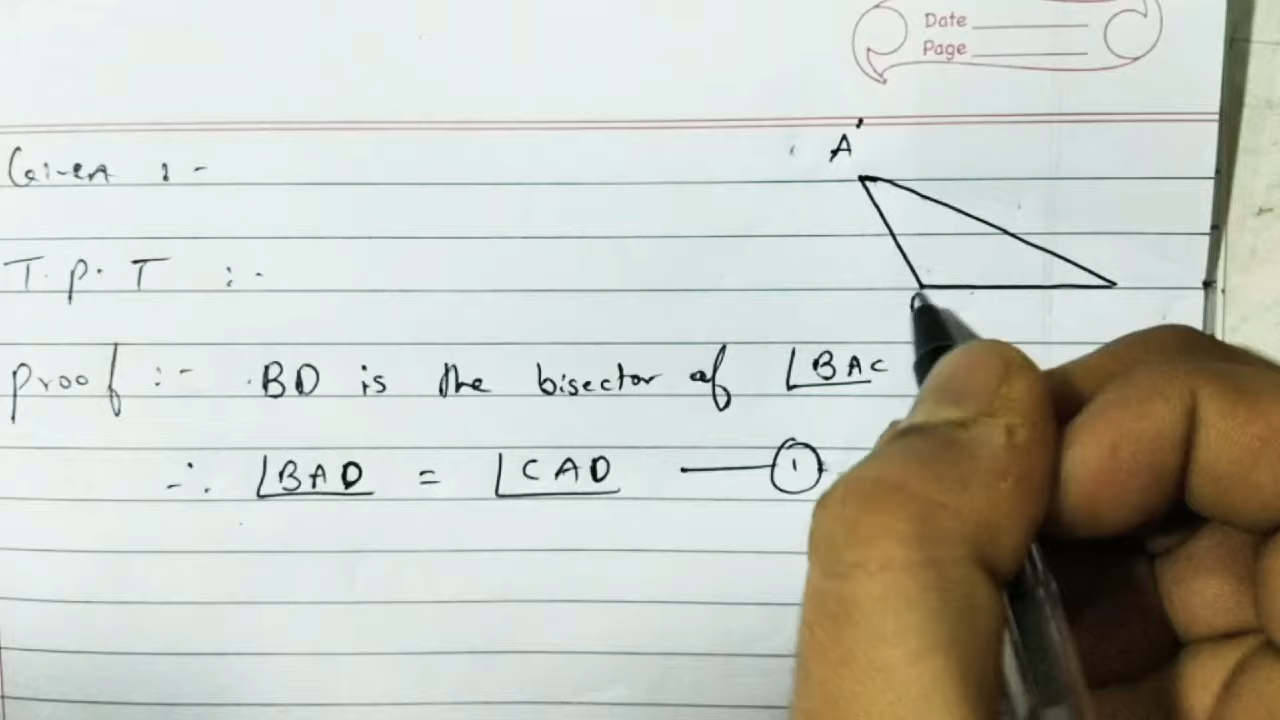 Date
Page
A
Given :-
T.P.T :-
Proof :- BD is the bisector of ∠BAC
∴ ∠BAD = ∠CAD — ①